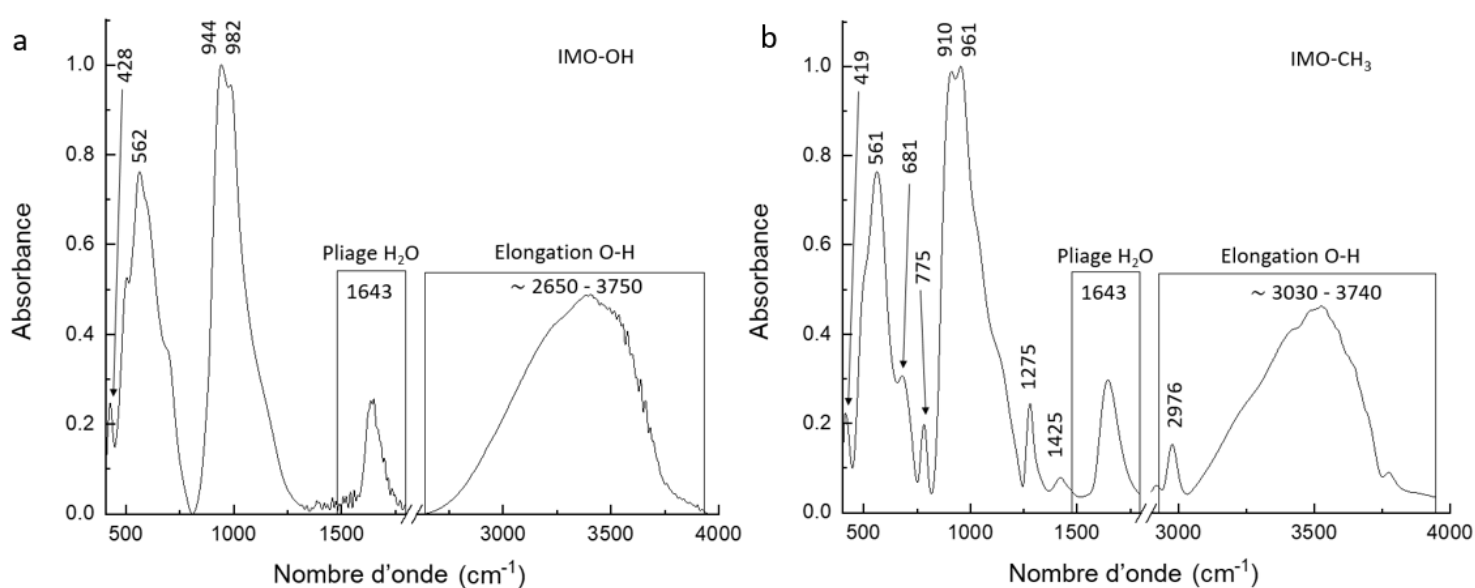 a
IMO-OH
944
982
428
562
Pliage H₂O
1643
Elongation O-H
~ 2650 - 3750
1.0
0.8
0.6
0.4
0.2
0.0
Absorbance
500
1000
1500
3000
3500
4000
Nombre d'onde (cm⁻¹)
b
IMO-CH₃
910
961
419
561
681
775
1275
1425
Pliage H₂O
1643
2976
Elongation O-H
~ 3030 - 3740
1.0
0.8
0.6
0.4
0.2
0.0
Absorbance
500
1000
1500
3000
3500
4000
Nombre d'onde (cm⁻¹)